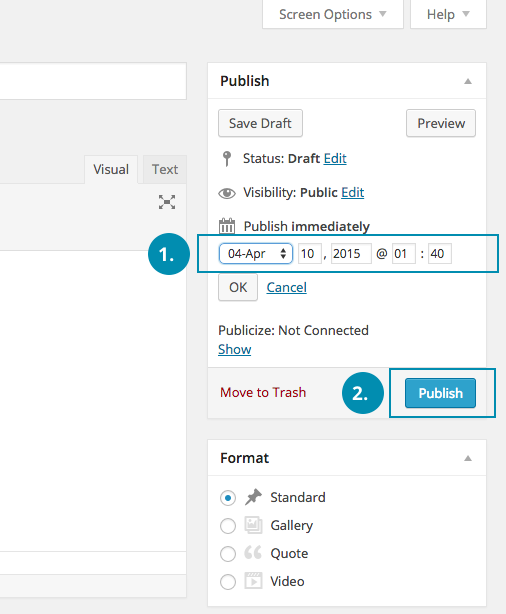 Screen Options Help
Publish
Save Draft Preview
Visual Text
Status: Draft Edit
Visibility: Public Edit
Publish immediately
1. 04-Apr 10 , 2015 @ 01 : 40
OK Cancel
Publicize: Not Connected
Show
Move to Trash 2. Publish
Format
Standard
Gallery
Quote
Video